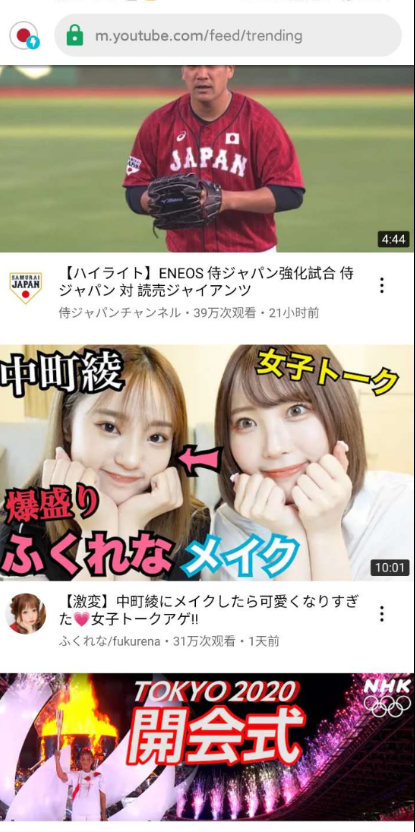 m.youtube.com/feed/trending
JAPAN
4:44
SAMURAI
JAPAN
【ハイライト】ENEOS 侍ジャパン強化試合 侍
ジャパン 対 読売ジャイアンツ
侍ジャパンチャンネル・39万次观看・21小时前
中町綾
女子トーク
爆盛り
ふくれなメイク
10:01
【激変】中町綾にメイクしたら可愛くなりすぎ
た💗女子トークアゲ!!
ふくれな/fukurena・31万次观看・1天前
TOKYO 2020
NHK
開会式